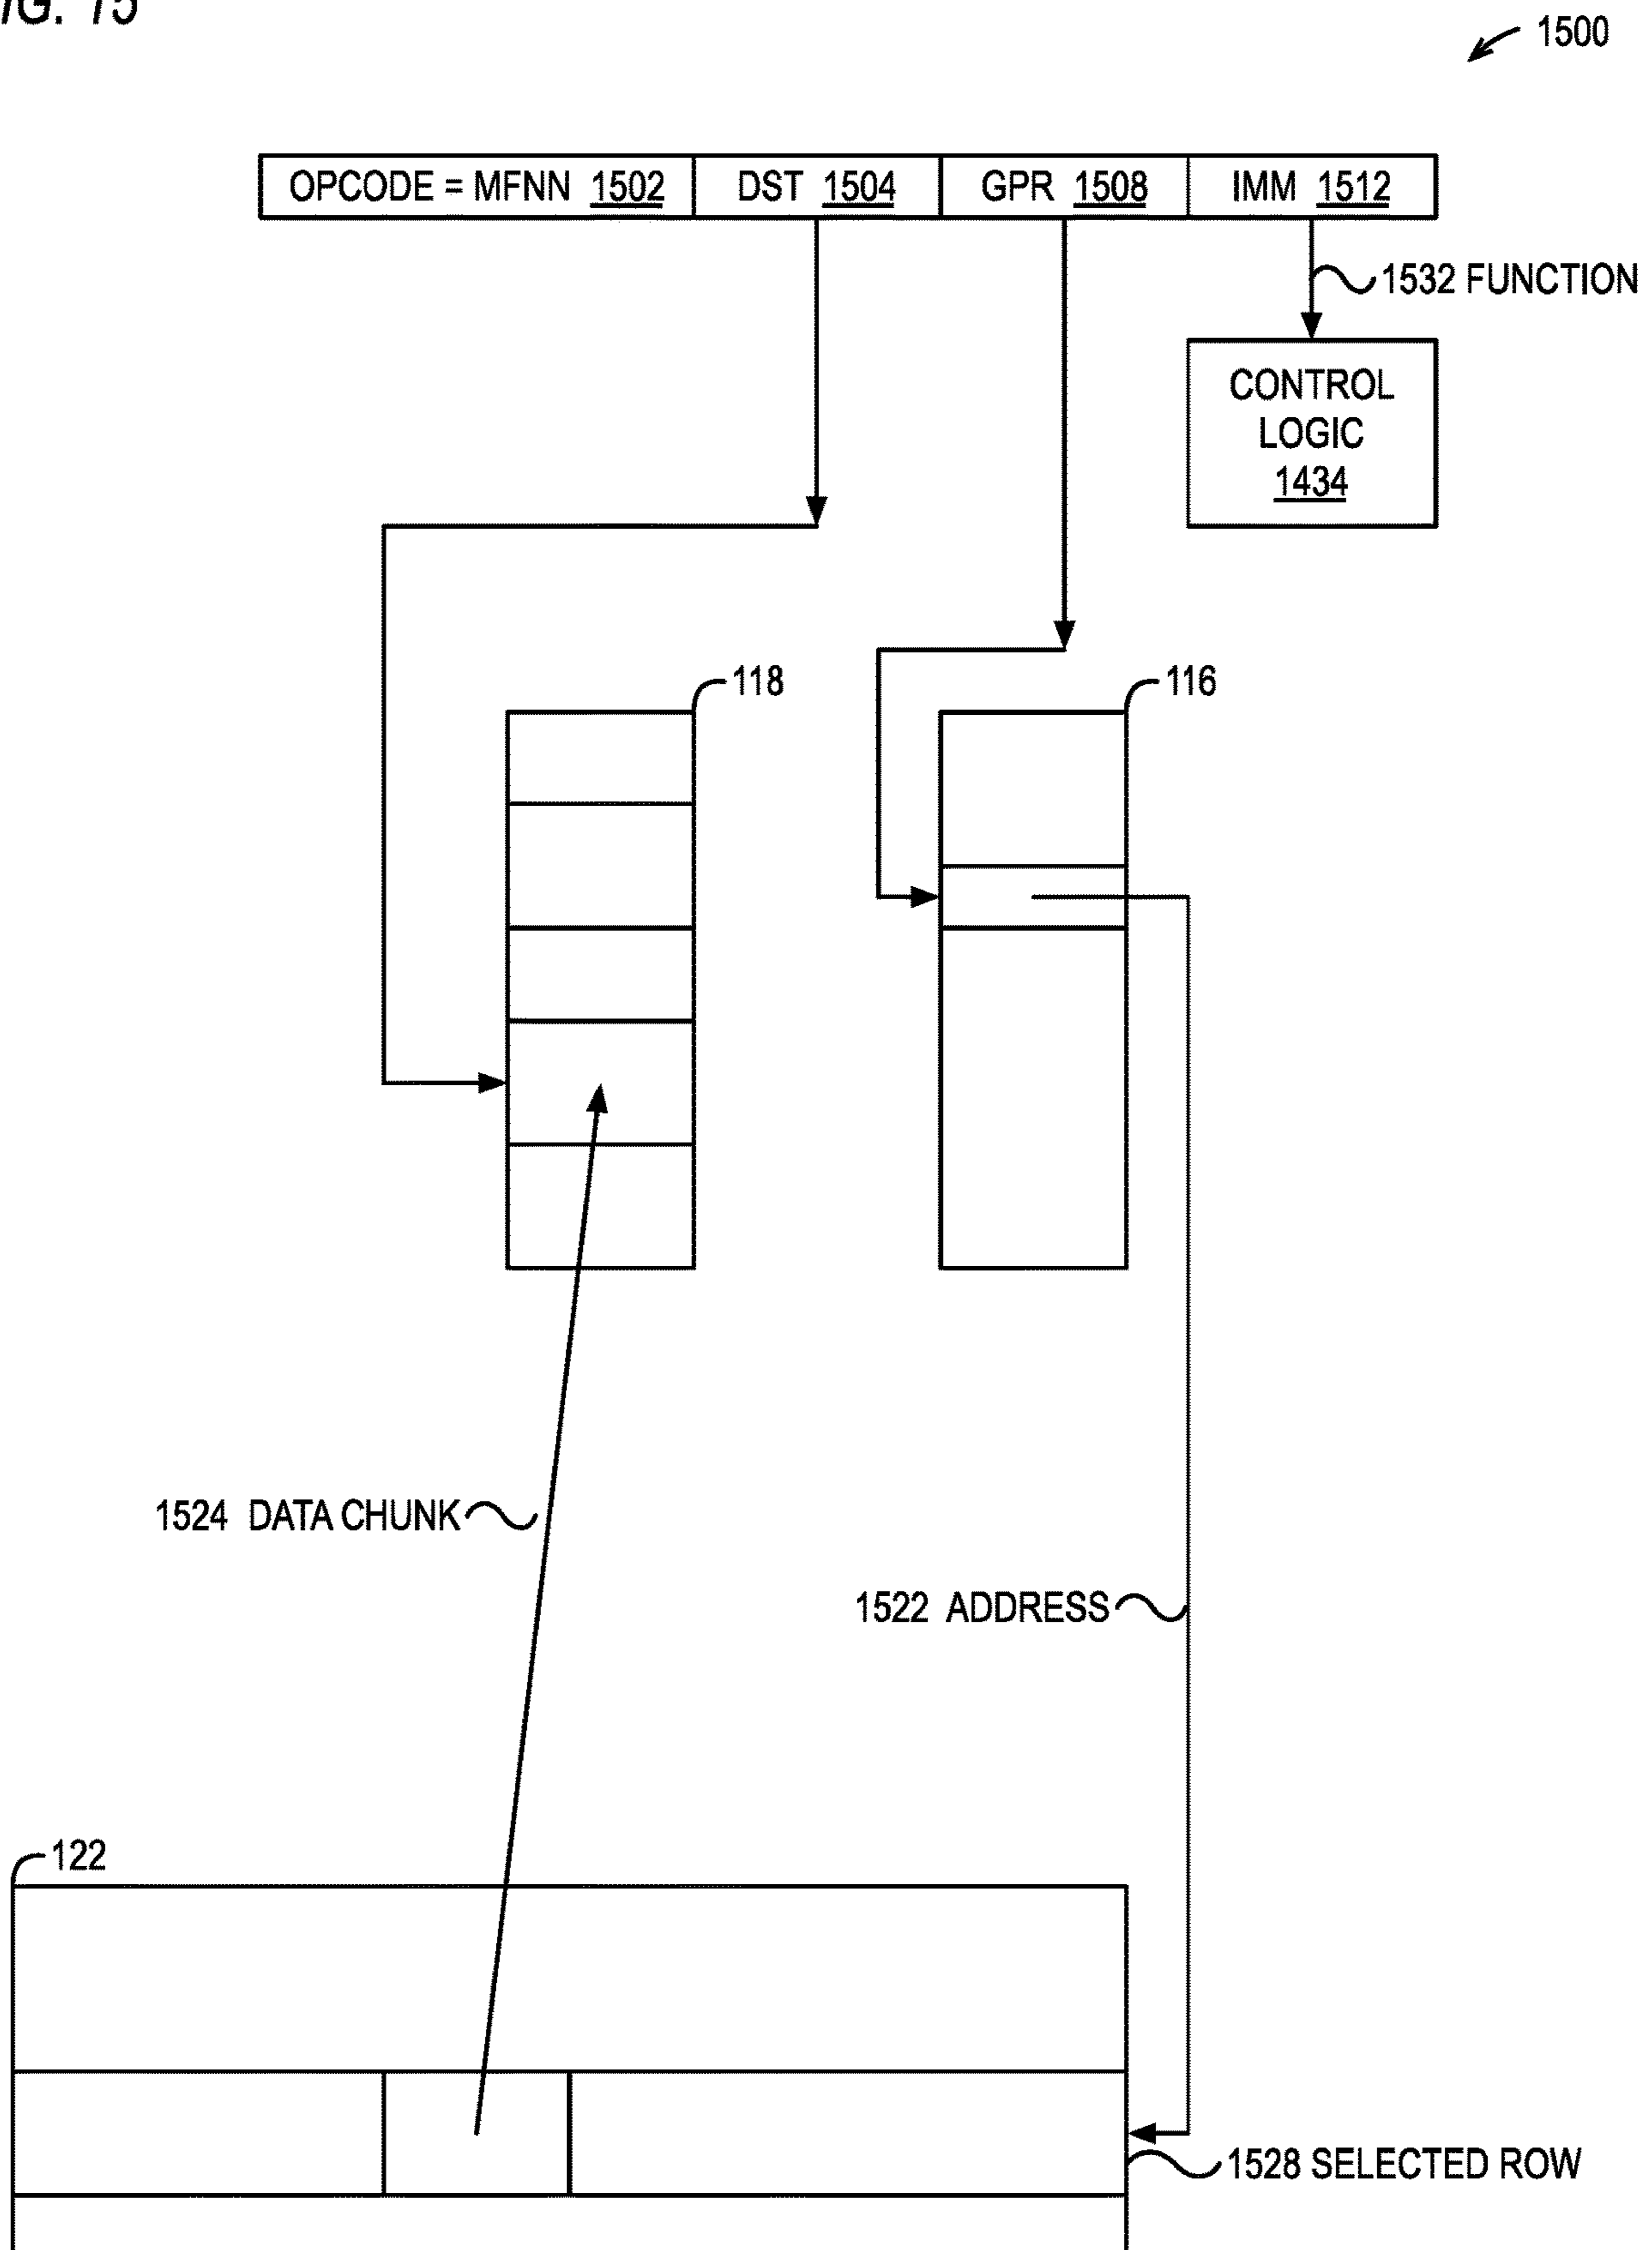 IG. 15
1500
OPCODE = MFNN 1502 DST 1504 GPR 1508 IMM 1512
1532 FUNCTION
CONTROL
LOGIC
1434
118
116
1524 DATA CHUNK
1522 ADDRESS
122
1528 SELECTED ROW